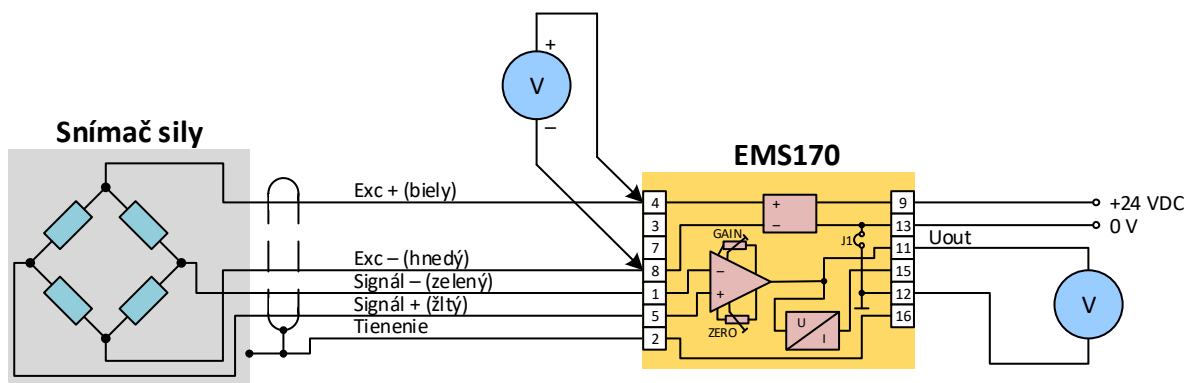 +
V
–
Snímač sily
EMS170
Exc + (biely)
4
+
9
+24 VDC
3
–
13
0 V
GAIN
J1
Uout
7
11
Exc – (hnedý)
8
15
Signál – (zelený)
1
–
12
V
Signál + (žltý)
5
+
U
I
16
ZERO
Tienenie
2